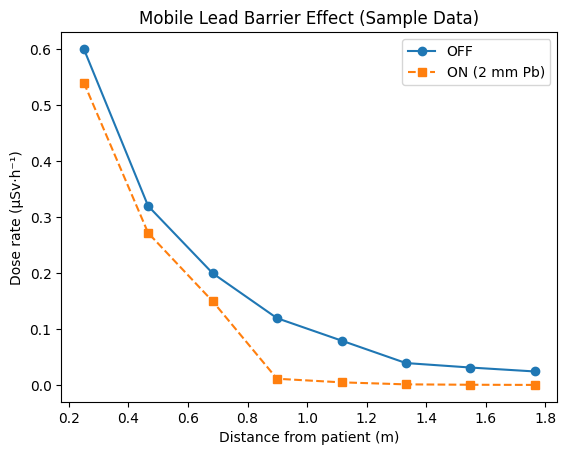 Mobile Lead Barrier Effect (Sample Data)
OFF
ON (2 mm Pb)
Dose rate (μSv·h⁻¹)
0.6
0.5
0.4
0.3
0.2
0.1
0.0
0.2 0.4 0.6 0.8 1.0 1.2 1.4 1.6 1.8
Distance from patient (m)